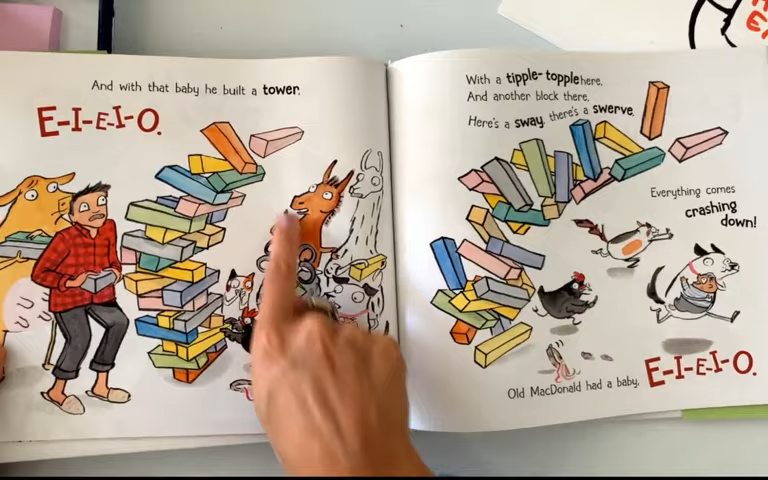 And with that baby he built a tower.
E-I-E-I-O.
With a tipple-topple here,
And another block there,
Here's a sway, there's a swerve,
Everything comes
crashing
down!
Old MacDonald had a baby,
E-I-E-I-O.